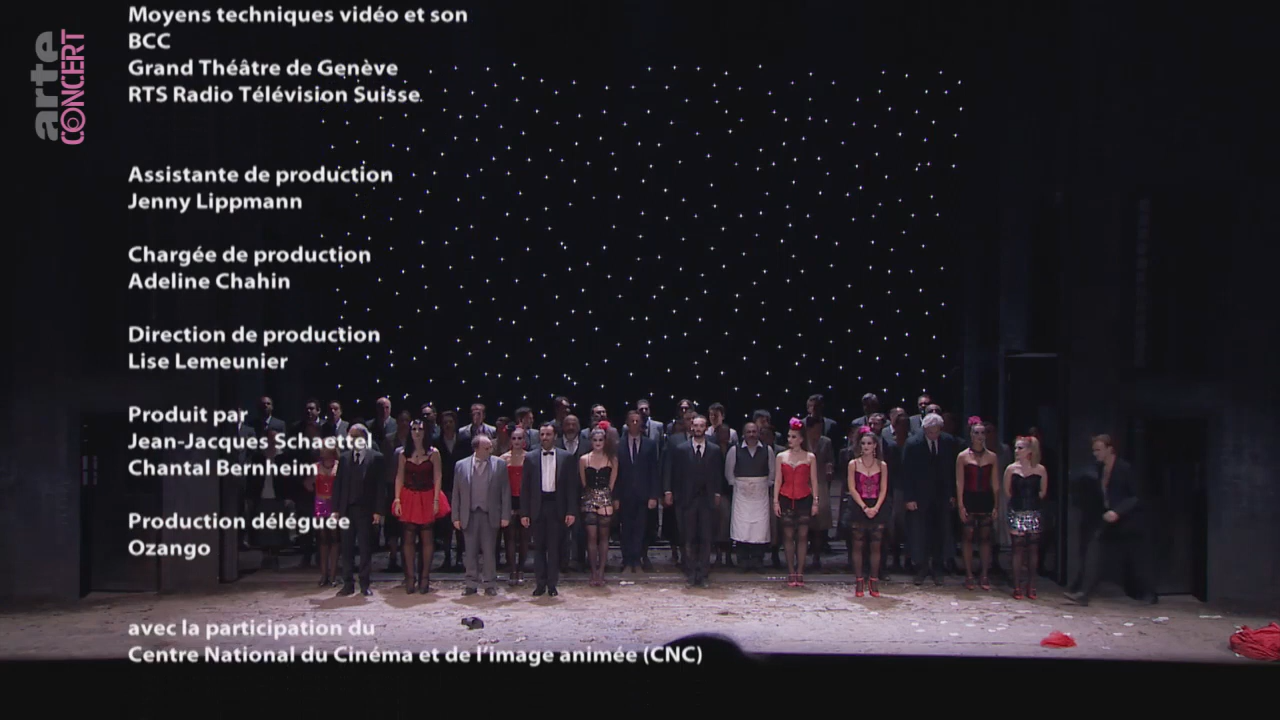 arte
CONCERT
Moyens techniques vidéo et son
BCC
Grand Théâtre de Genève
RTS Radio Télévision Suisse
Assistante de production
Jenny Lippmann
Chargée de production
Adeline Chahin
Direction de production
Lise Lemeunier
Produit par
Jean-Jacques Schaettel
Chantal Bernheim
Production déléguée
Ozango
avec la participation du
Centre National du Cinéma et de l'image animée (CNC)